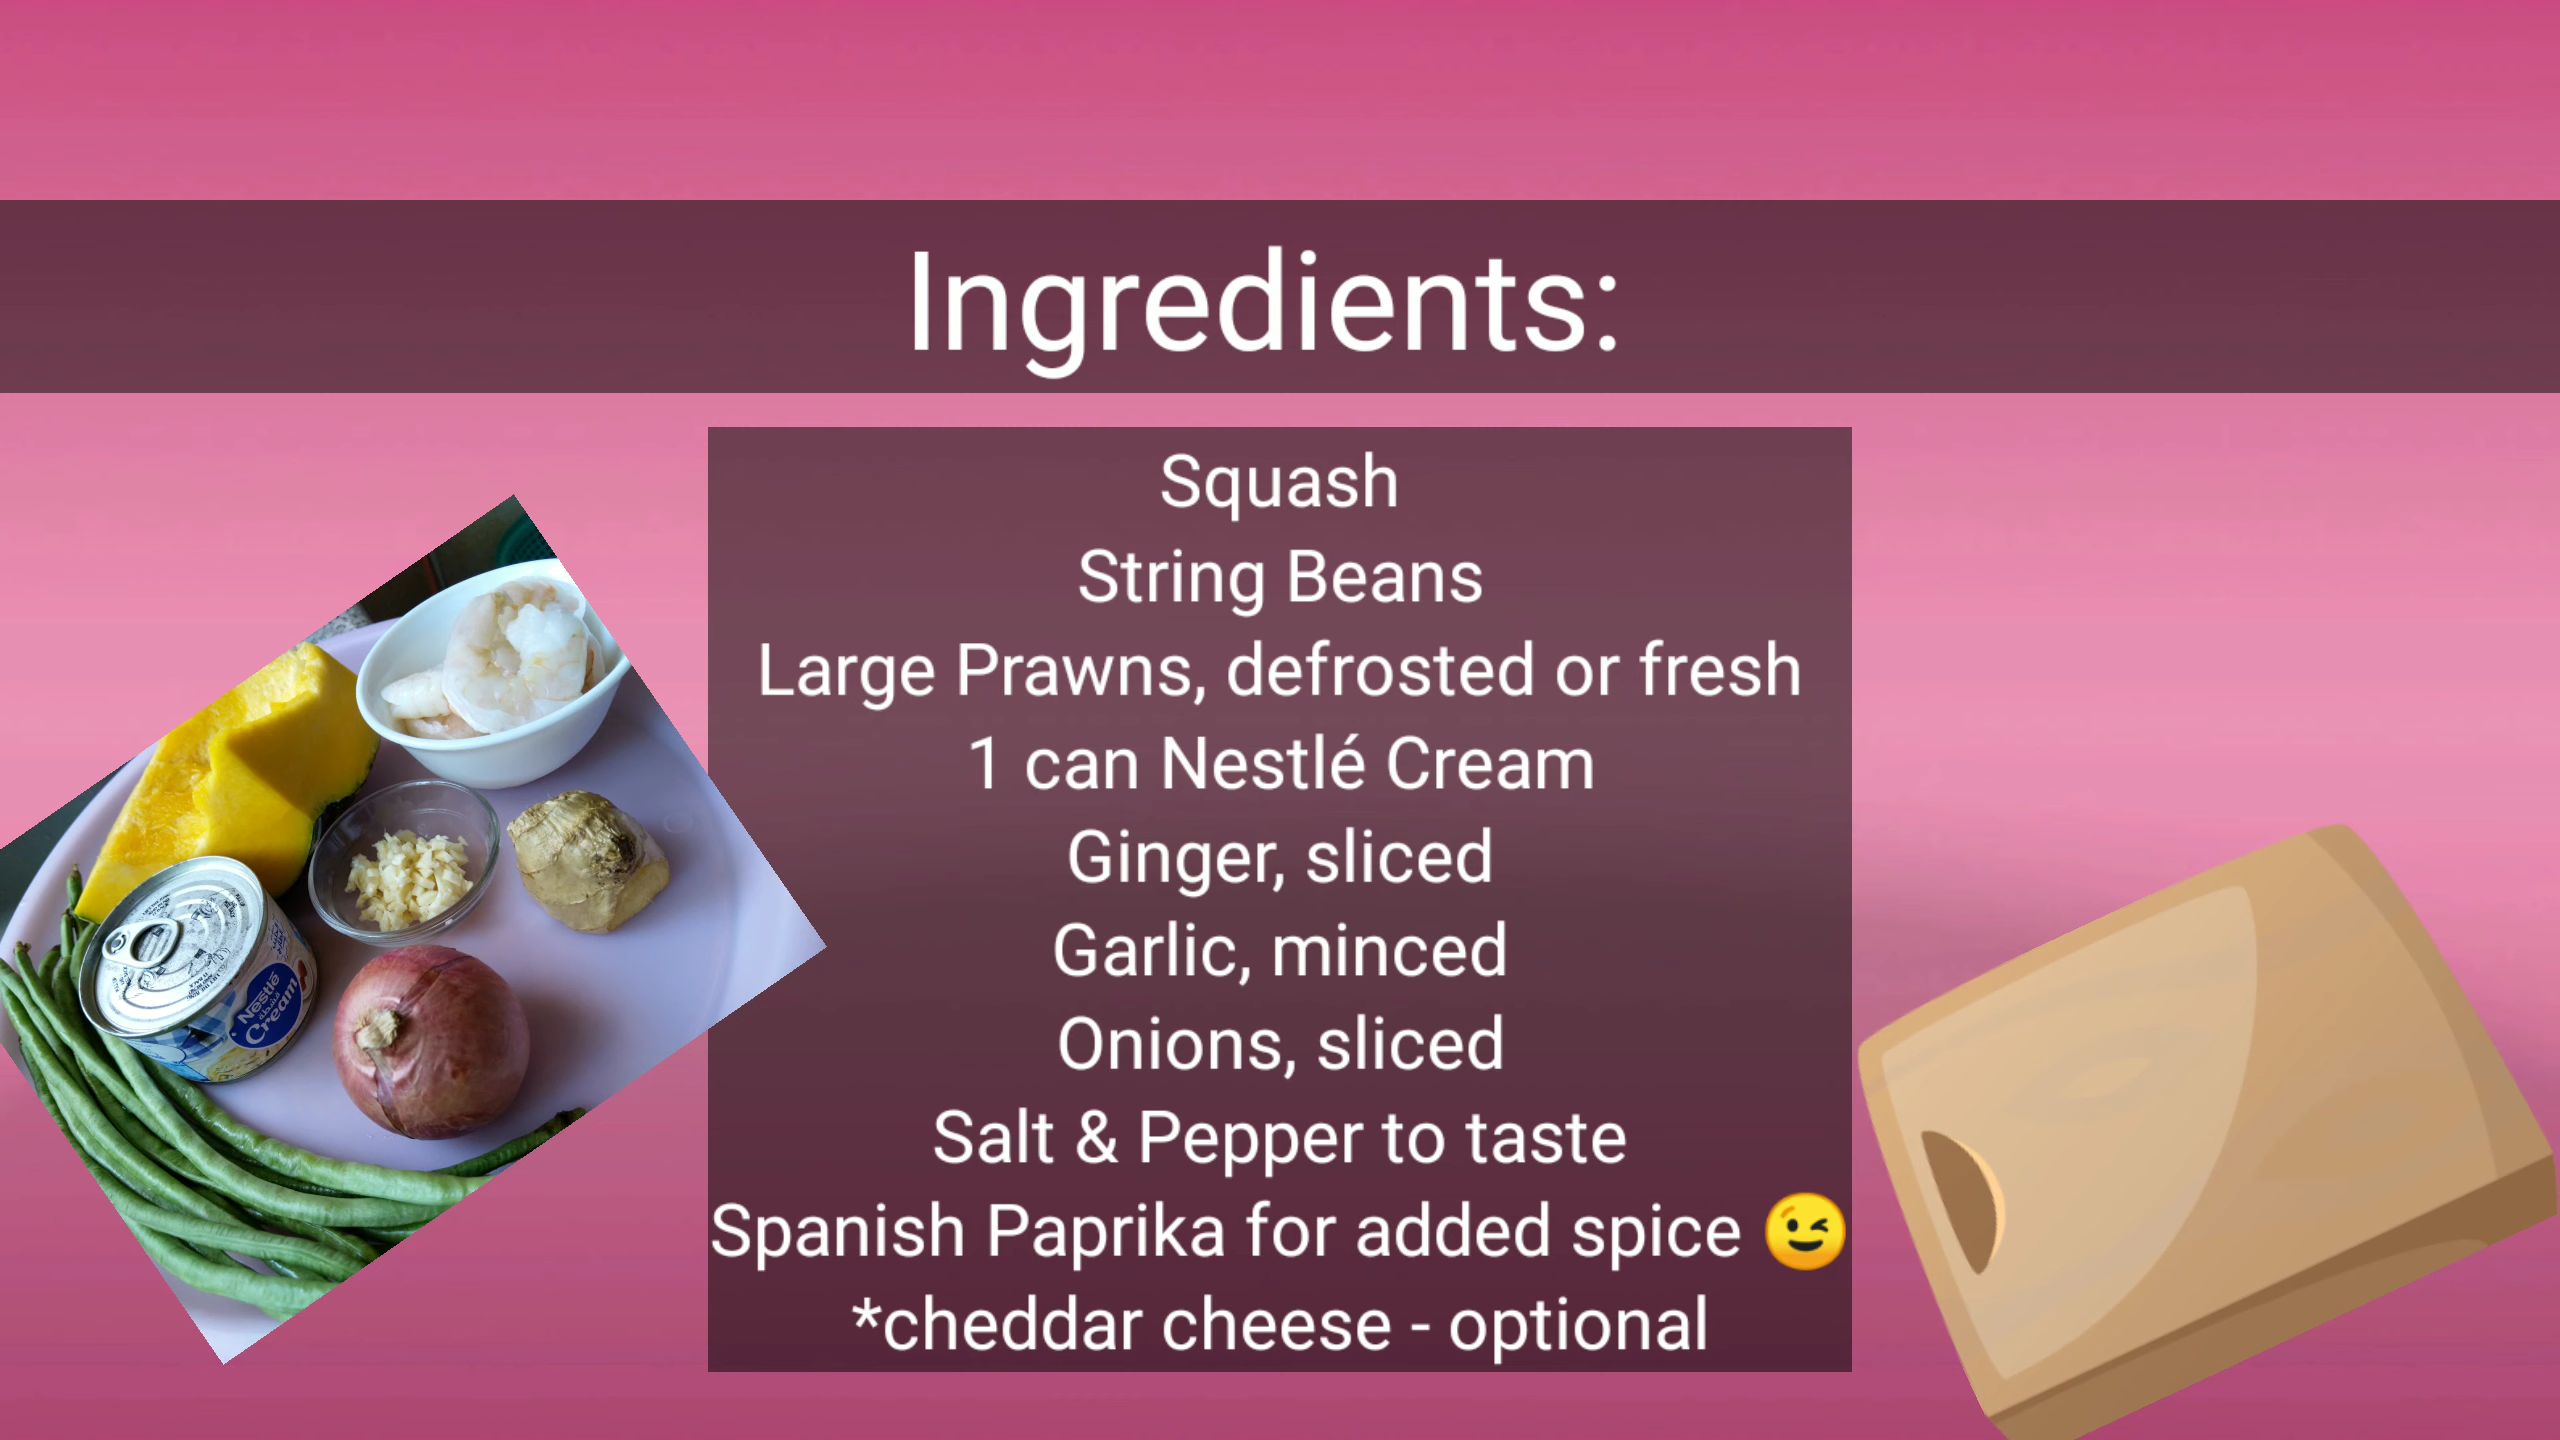 Ingredients:
Squash
String Beans
Large Prawns, defrosted or fresh
1 can Nestlé Cream
Ginger, sliced
Garlic, minced
Onions, sliced
Salt & Pepper to taste
Spanish Paprika for added spice 😉
*cheddar cheese - optional
Nestlé
Cream